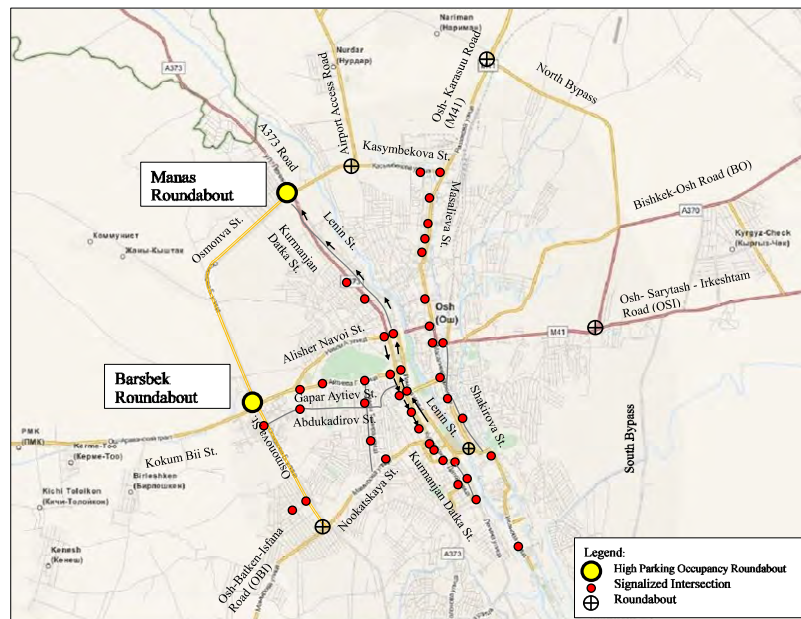 Nariman
(Нариман)
Nurdar
(Нурдар)
A373
Airport Access Road
Osh- Karasuu Road
(M41)
North Bypass
A373 Road
Kasymbekova St.
Manas
Roundabout
Masalieva St.
Bishkek-Osh Road (BO)
A370
Osmonva St.
Lenin St.
Kurmanjan
Datka St.
Коммунист
Жаны-Кыштак
Kyrgyz-Check
(Кыргыз-Чек)
Osh- Sarytash - Irkeshtam
Road (OSI)
Osh
(Ош)
M41
Alisher Navoi St.
Barsbek
Roundabout
Gapar Aytiev St.
Abdukadirov St.
Shakirova St.
Lenin St.
South Bypass
Osmonova St.
Kokum Bii St.
РМК
(ПМК)
(Керме-Тоо)
Birleshken
(Бирлешкен)
Kichi Toloikon
(Кичи-Толойкон)
Nookatskaya St.
Kurmanjan Datka St.
Kenesh
(Кенеш)
Osh-Batken-Isfana
Road (OBI)
A373
Legend:
High Parking Occupancy Roundabout
Signalized Intersection
Roundabout